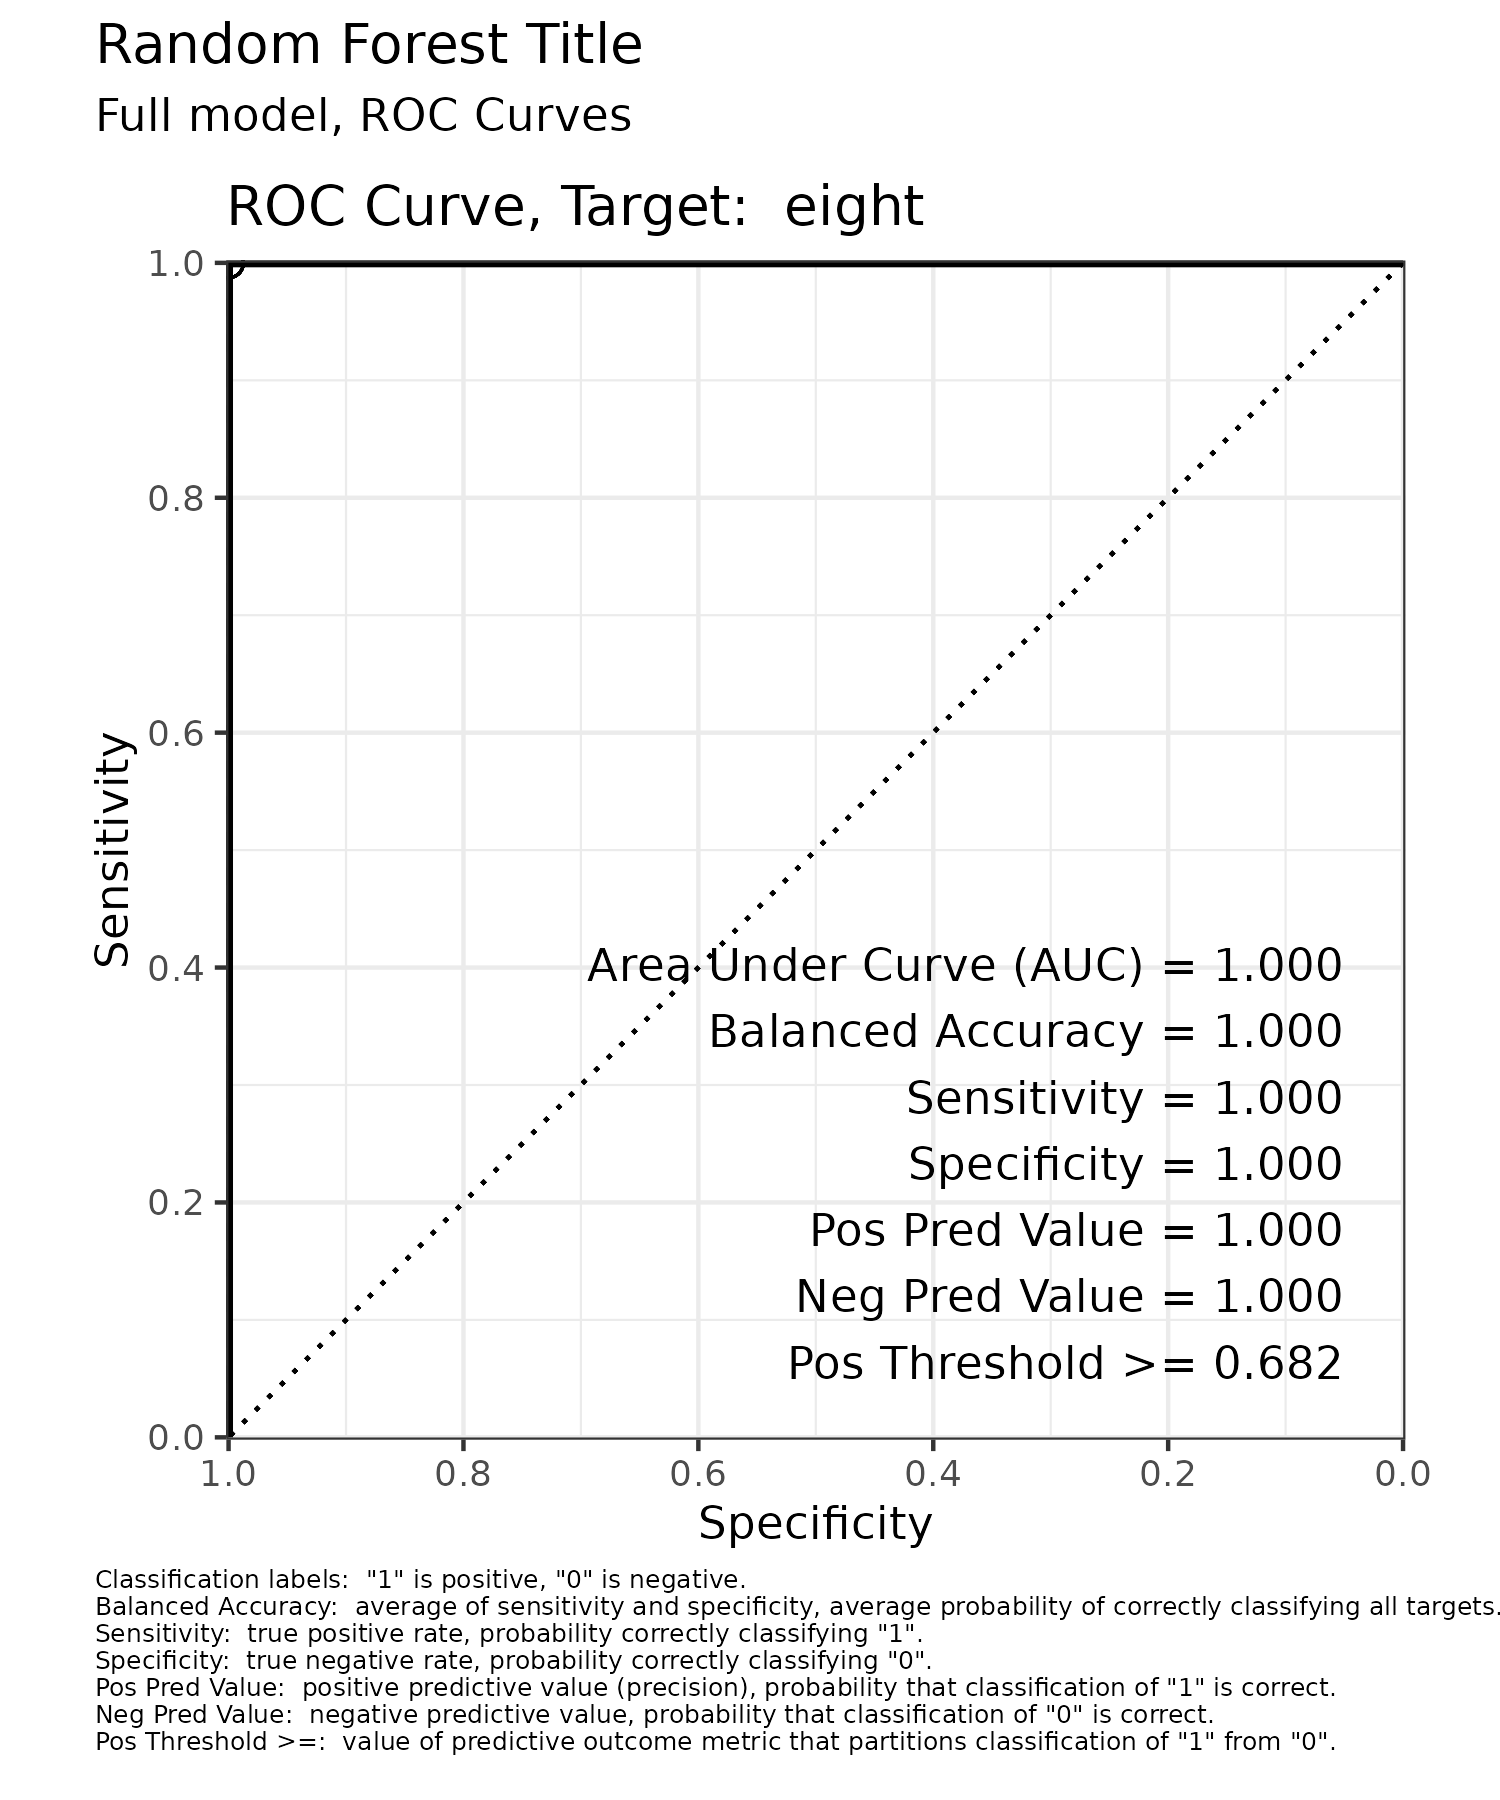 Random Forest Title
Full model, ROC Curves
ROC Curve, Target:  eight
1.0
0.8
0.6
0.4
0.2
0.0
Sensitivity
Area Under Curve (AUC) = 1.000
Balanced Accuracy = 1.000
Sensitivity = 1.000
Specificity = 1.000
Pos Pred Value = 1.000
Neg Pred Value = 1.000
Pos Threshold >= 0.682
1.0 0.8 0.6 0.4 0.2 0.0
Specificity
Classification labels:  "1" is positive, "0" is negative.
Balanced Accuracy:  average of sensitivity and specificity, average probability of correctly classifying all targets.
Sensitivity:  true positive rate, probability correctly classifying "1".
Specificity:  true negative rate, probability correctly classifying "0".
Pos Pred Value:  positive predictive value (precision), probability that classification of "1" is correct.
Neg Pred Value:  negative predictive value, probability that classification of "0" is correct.
Pos Threshold >=:  value of predictive outcome metric that partitions classification of "1" from "0".